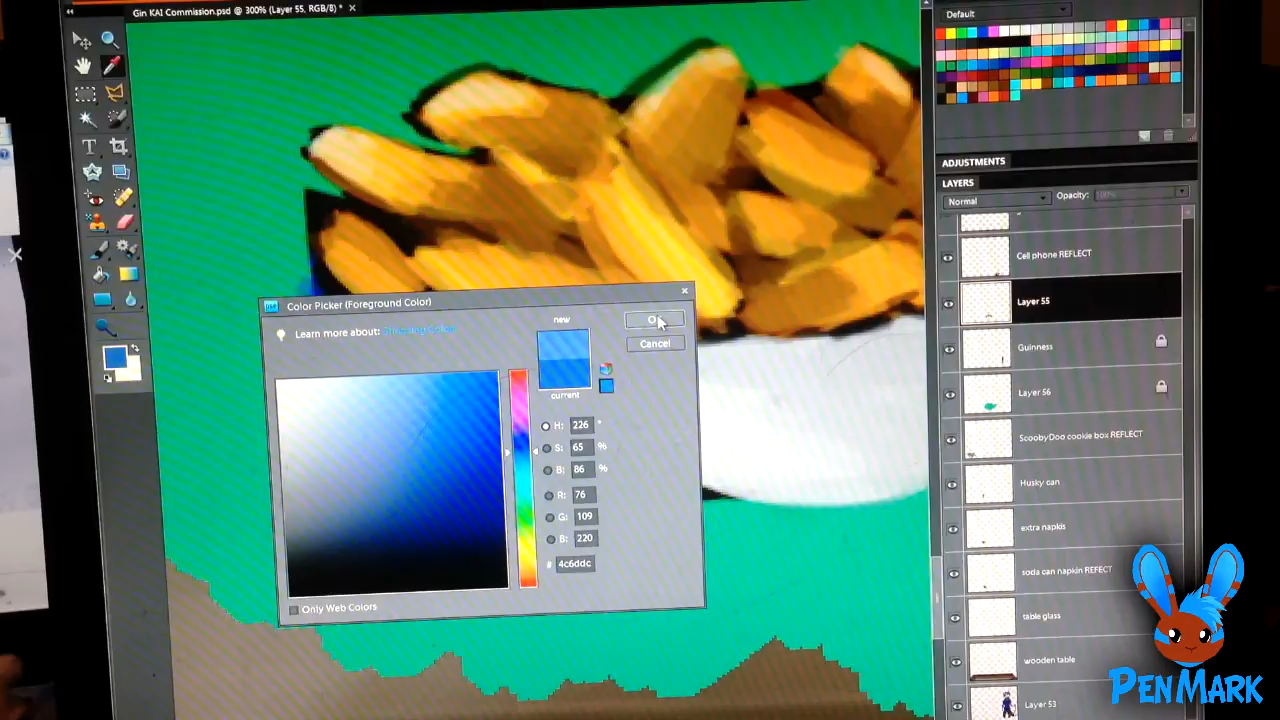 Gin KAI Commission.psd @ 300% (Layer 55, RGB/8) *
Default
ADJUSTMENTS
LAYERS
Normal
Opacity: 100%
Cell phone REFLECT
Layer 55
Guinness
Layer 56
ScoobyDoo cookie box REFLECT
Husky can
extra napkis
soda can napkin REFECT
table glass
wooden table
Layer 53
Color Picker (Foreground Color)
Learn more about:
new
OK
Cancel
current
H: 226 °
S: 65 %
B: 86 %
R: 76
G: 109
B: 220
# 4c6ddc
Only Web Colors
PENMARK